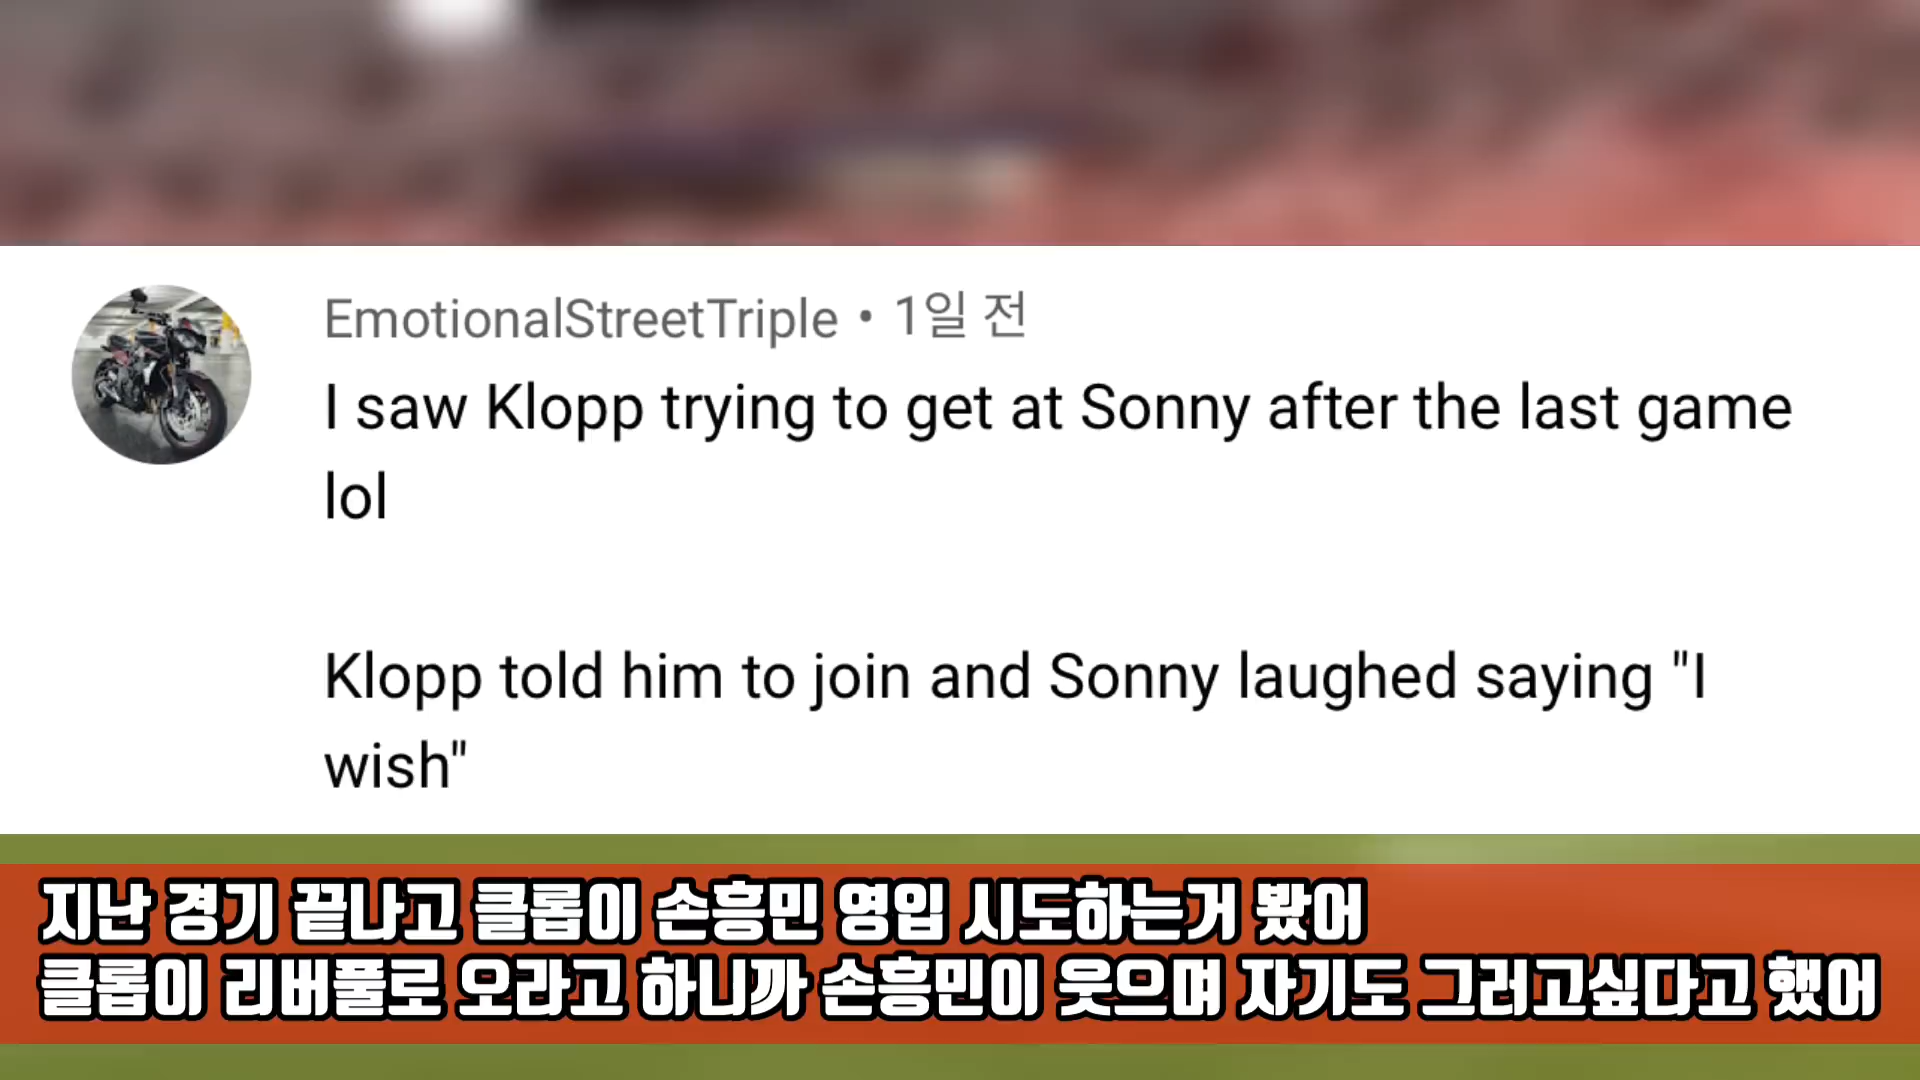 EmotionalStreetTriple • 1일 전
I saw Klopp trying to get at Sonny after the last game
lol
Klopp told him to join and Sonny laughed saying "I
wish"
지난 경기 끝나고 클롭이 손흥민 영입 시도하는거 봤어
클롭이 리버풀로 오라고 하니까 손흥민이 웃으며 자기도 그러고싶다고 했어